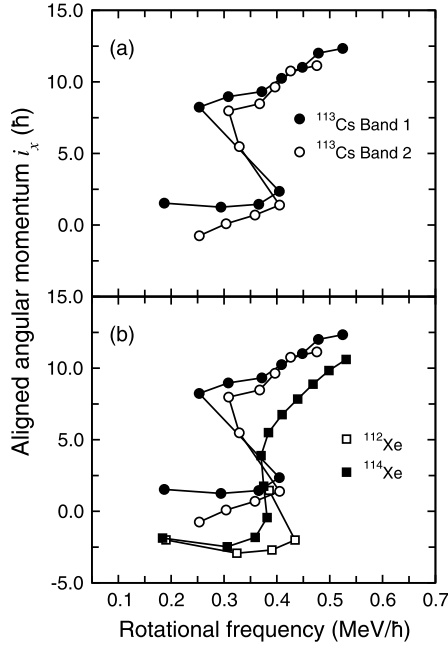 15.0
(a)
10.0
¹¹³Cs Band 1
¹¹³Cs Band 2
5.0
0.0
Aligned angular momentum iₓ (ħ)
15.0
(b)
10.0
5.0
¹¹²Xe
¹¹⁴Xe
0.0
-5.0
0.1 0.2 0.3 0.4 0.5 0.6 0.7
Rotational frequency (MeV/ħ)